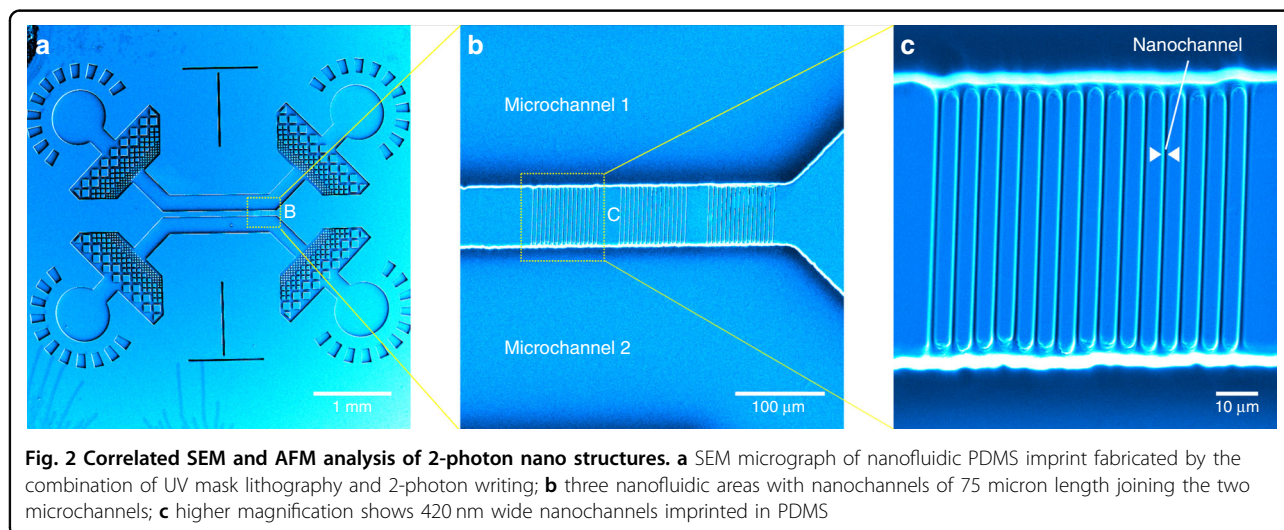 a
B
1 mm
b
Microchannel 1
C
Microchannel 2
100 µm
c
Nanochannel
10 µm
Fig. 2 Correlated SEM and AFM analysis of 2-photon nano structures. a SEM micrograph of nanofluidic PDMS imprint fabricated by the
combination of UV mask lithography and 2-photon writing; b three nanofluidic areas with nanochannels of 75 micron length joining the two
microchannels; c higher magnification shows 420 nm wide nanochannels imprinted in PDMS